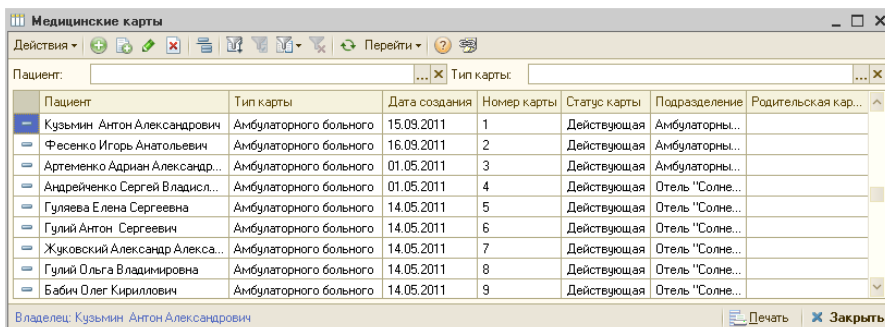 Медицинские карты
Действия Перейти
Пациент: ... Тип карты: ...
Пациент Тип карты Дата создания Номер карты Статус карты Подразделение Родительская кар...
Кузьмин Антон Александрович Амбулаторного больного 15.09.2011 1 Действующая Амбулаторны...
Фесенко Игорь Анатольевич Амбулаторного больного 16.09.2011 2 Действующая Амбулаторны...
Артеменко Адриан Александр... Амбулаторного больного 01.05.2011 3 Действующая Амбулаторны...
Андрейченко Сергей Владисл... Амбулаторного больного 01.05.2011 4 Действующая Отель "Солне...
Гуляева Елена Сергеевна Амбулаторного больного 14.05.2011 5 Действующая Отель "Солне...
Гулий Антон Сергеевич Амбулаторного больного 14.05.2011 6 Действующая Отель "Солне...
Жуковский Александр Алекса... Амбулаторного больного 14.05.2011 7 Действующая Отель "Солне...
Гулий Ольга Владимировна Амбулаторного больного 14.05.2011 8 Действующая Отель "Солне...
Бабич Олег Кириллович Амбулаторного больного 14.05.2011 9 Действующая Отель "Солне...
Владелец: Кузьмин Антон Александрович Печать Закрыть